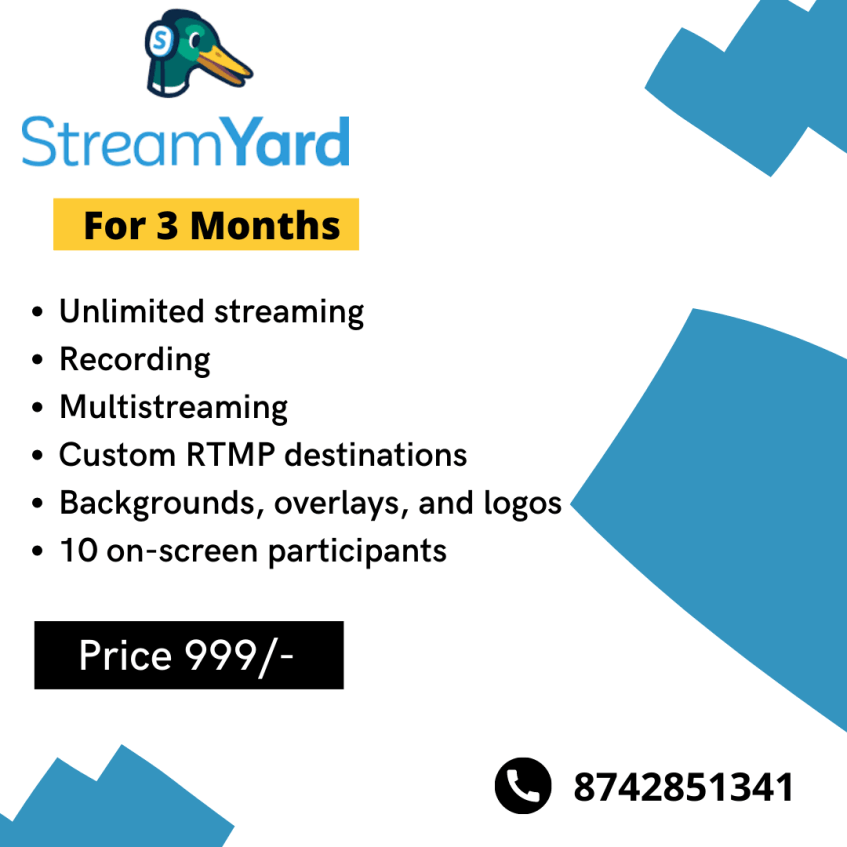 S
StreamYard
For 3 Months
• Unlimited streaming
• Recording
• Multistreaming
• Custom RTMP destinations
• Backgrounds, overlays, and logos
• 10 on-screen participants
Price 999/-
8742851341